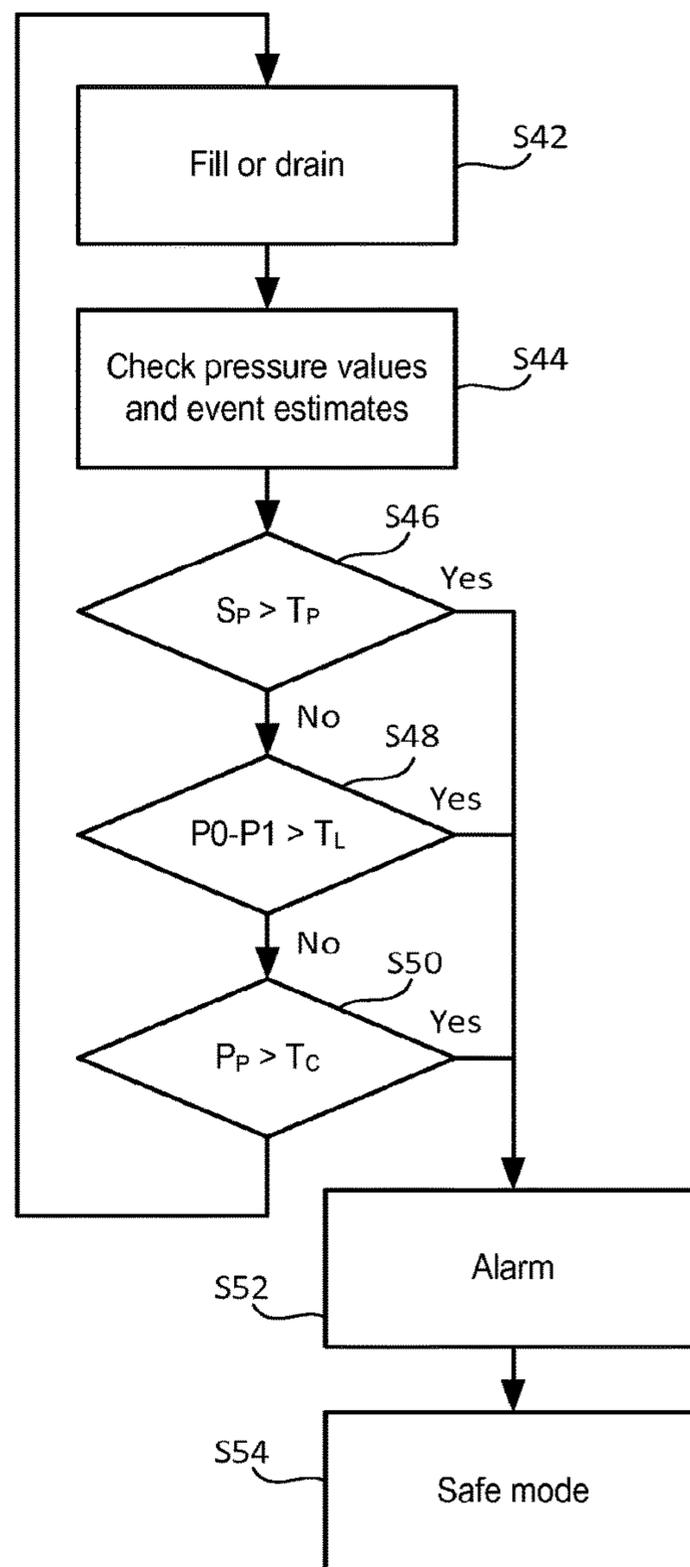 Fill or drain
S42
Check pressure values
and event estimates
S44
S46
Yes
SP > TP
No
S48
Yes
P0-P1 > TL
No
S50
Yes
PP > TC
Alarm
S52
Safe mode
S54